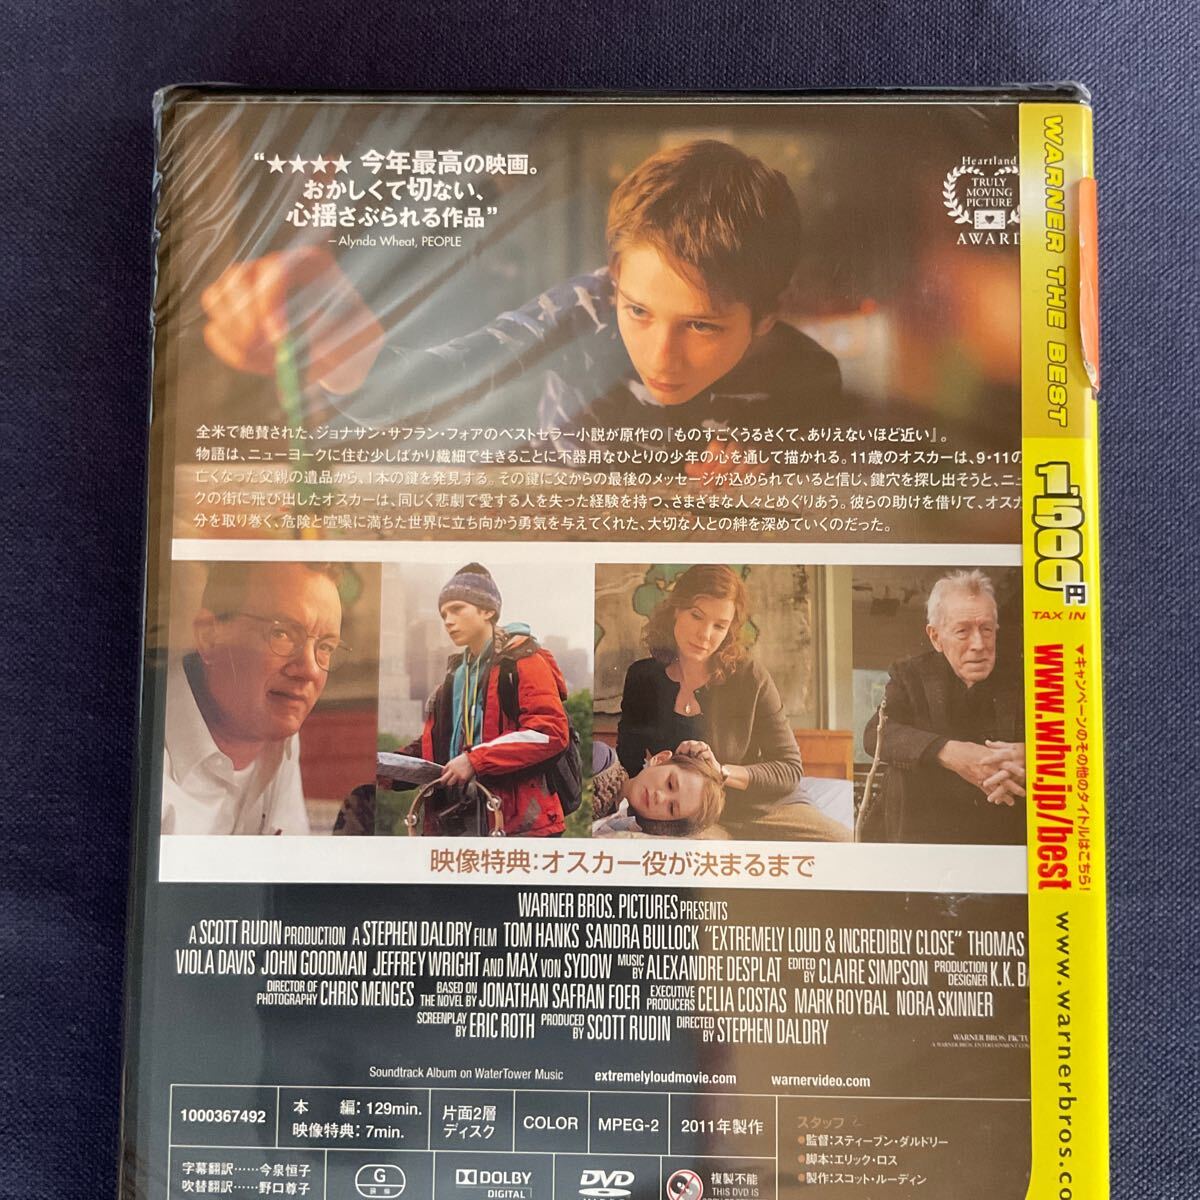 “★★★★ 今年最高の映画。
おかしくて切ない、
心揺さぶられる作品”
–Alynda Wheat, PEOPLE
Heartland
TRULY
MOVING
PICTURE
AWARD
全米で絶賛された、ジョナサン・サフラン・フォアのベストセラー小説が原作の『ものすごくうるさくて、ありえないほど近い』。
物語は、ニューヨークに住む少しばかり繊細で生きることに不器用なひとりの少年の心を通して描かれる。11歳のオスカーは、9・11の
亡くなった父親の遺品から、1本の鍵を発見する。その鍵に父からの最後のメッセージが込められていると信じ、鍵穴を探し出そうと、ニュ
クの街に飛び出したオスカーは、同じく悲劇で愛する人を失った経験を持つ、さまざまな人々とめぐりあう。彼らの助けを借りて、オスカ
分を取り巻く、危険と喧噪に満ちた世界に立ち向かう勇気を与えてくれた、大切な人との絆を深めていくのだった。
映像特典:オスカー役が決まるまで
WARNER BROS. PICTURES PRESENTS
A SCOTT RUDIN PRODUCTION A STEPHEN DALDRY FILM TOM HANKS SANDRA BULLOCK “EXTREMELY LOUD & INCREDIBLY CLOSE” THOMAS
VIOLA DAVIS JOHN GOODMAN JEFFREY WRIGHT AND MAX VON SYDOW MUSIC BY ALEXANDRE DESPLAT EDITED BY CLAIRE SIMPSON PRODUCTION DESIGNER K.K. BA
DIRECTOR OF PHOTOGRAPHY CHRIS MENGES BASED ON THE NOVEL BY JONATHAN SAFRAN FOER EXECUTIVE PRODUCERS CELIA COSTAS MARK ROYBAL NORA SKINNER
SCREENPLAY BY ERIC ROTH PRODUCED BY SCOTT RUDIN DIRECTED BY STEPHEN DALDRY
WARNER BROS. PICTU
Soundtrack Album on WaterTower Music extremelyloudmovie.com warnervideo.com
1000367492
本 編:129min.
映像特典:7min.
片面2層
ディスク
COLOR
MPEG-2
2011年製作
字幕翻訳……今泉恒子
吹替翻訳……野口尊子
G
DOLBY
DIGITAL
DVD
複製不能
THIS DVD IS
スタッフ
●監督:スティーブン・ダルドリー
●脚本:エリック・ロス
●製作:スコット・ルーディン
WARNER THE BEST
1,500円
TAX IN
▼キャンペーンのその他のタイトルはこちら!
www.whv.jp/best
www.warnerbros.co